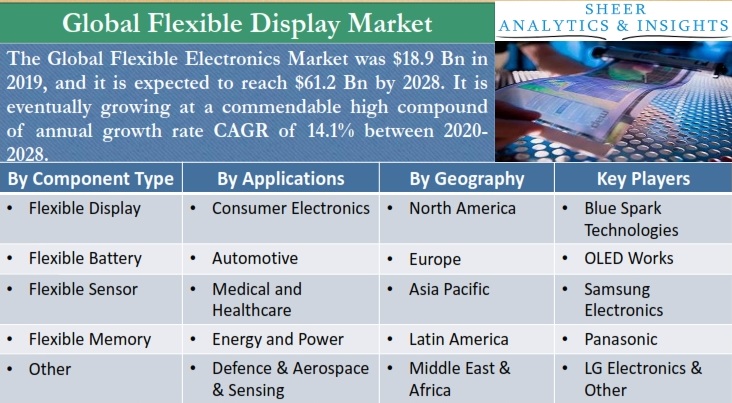 Global Flexible Display Market
SHEER
ANALYTICS & INSIGHTS
The Global Flexible Electronics Market was $18.9 Bn in
2019, and it is expected to reach $61.2 Bn by 2028. It is
eventually growing at a commendable high compound
of annual growth rate CAGR of 14.1% between 2020-
2028.
By Component Type
By Applications
By Geography
Key Players
• Flexible Display
• Consumer Electronics
• North America
• Blue Spark
Technologies
• Flexible Battery
• Automotive
• Europe
• OLED Works
• Flexible Sensor
• Medical and
Healthcare
• Asia Pacific
• Samsung
Electronics
• Flexible Memory
• Energy and Power
• Latin America
• Panasonic
• Other
• Defence & Aerospace
& Sensing
• Middle East &
Africa
• LG Electronics &
Other